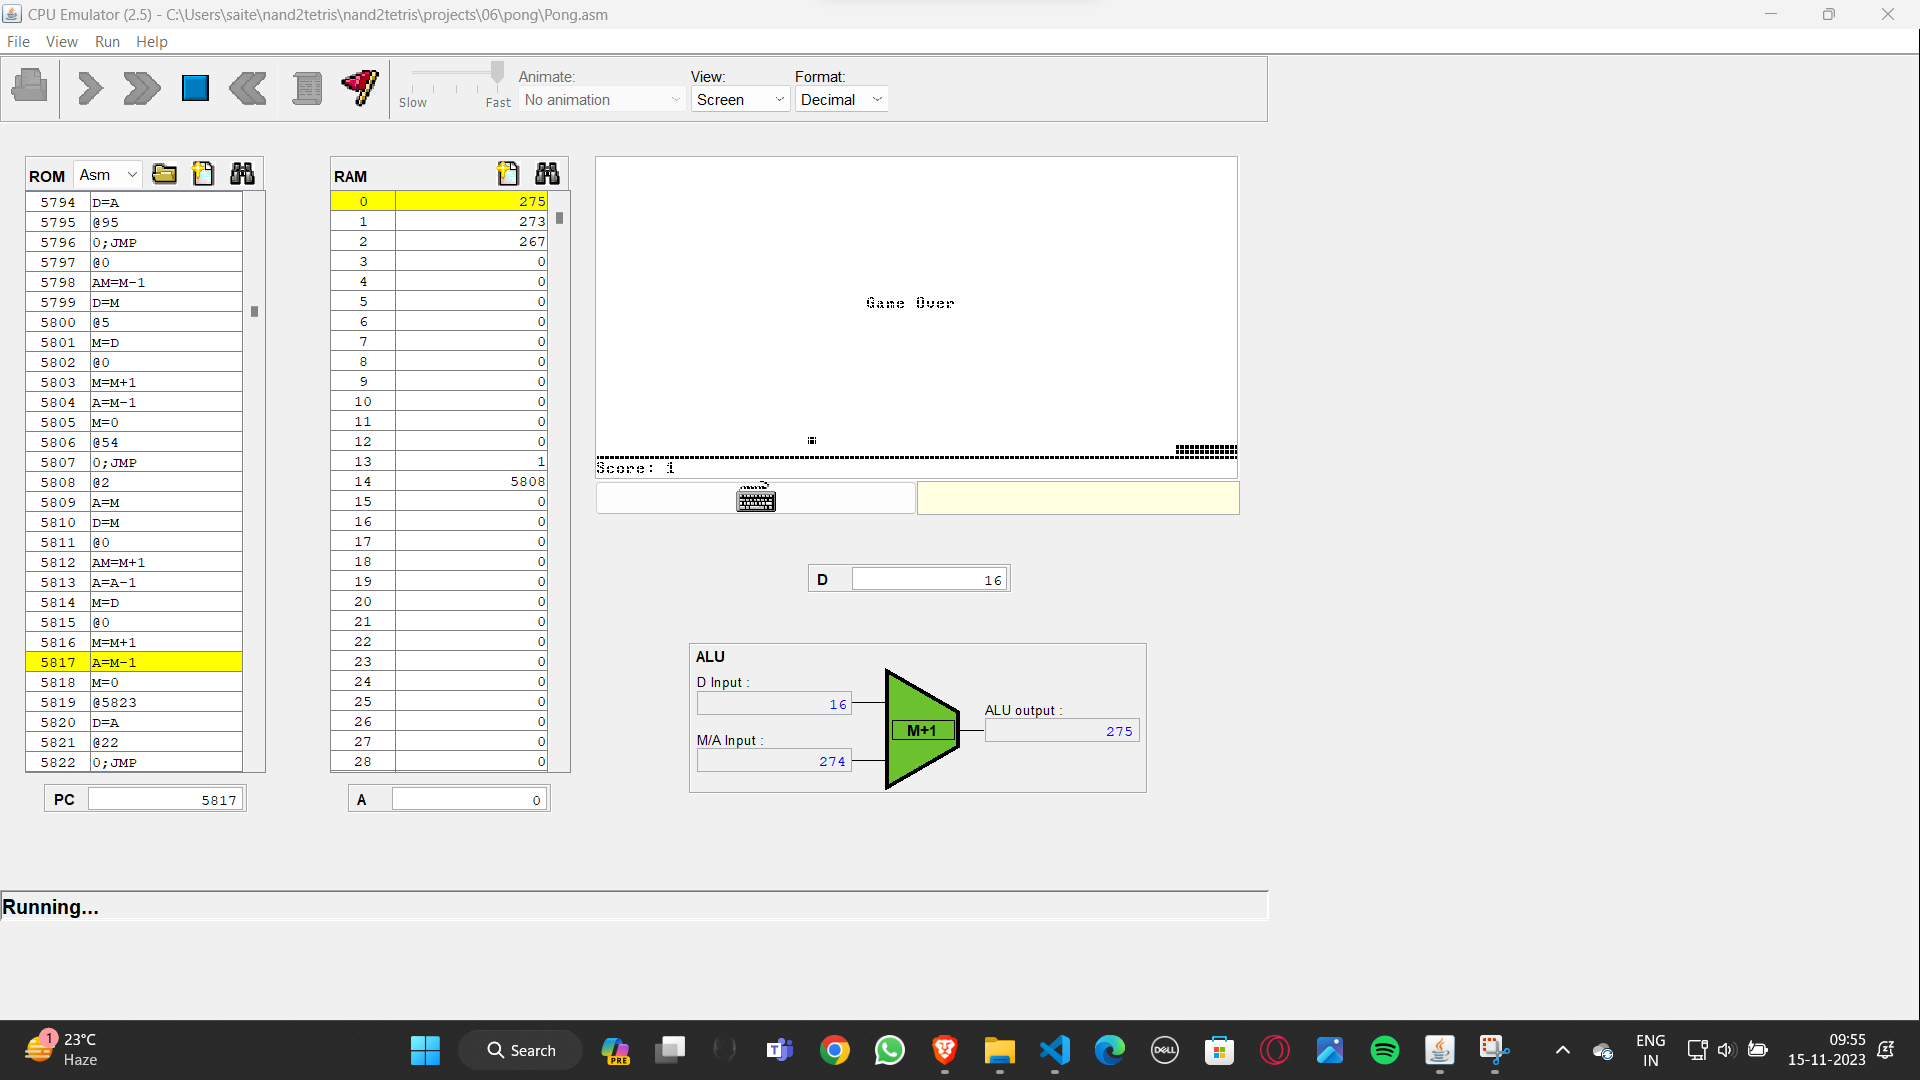 CPU Emulator (2.5) - C:\Users\saite\nand2tetris\nand2tetris\projects\06\pong\Pong.asm
File View Run Help
Slow Fast
Animate:
No animation
View:
Screen
Format:
Decimal
ROM Asm
5794 D=A
5795 @95
5796 0;JMP
5797 @0
5798 AM=M-1
5799 D=M
5800 @5
5801 M=D
5802 @0
5803 M=M+1
5804 A=M-1
5805 M=0
5806 @54
5807 0;JMP
5808 @2
5809 A=M
5810 D=M
5811 @0
5812 AM=M+1
5813 A=A-1
5814 M=D
5815 @0
5816 M=M+1
5817 A=M-1
5818 M=0
5819 @5823
5820 D=A
5821 @22
5822 0;JMP
PC 5817
RAM
0 275
1 273
2 267
3 0
4 0
5 0
6 0
7 0
8 0
9 0
10 0
11 0
12 0
13 1
14 5808
15 0
16 0
17 0
18 0
19 0
20 0
21 0
22 0
23 0
24 0
25 0
26 0
27 0
28 0
A 0
Game Over
Score: 1
D 16
ALU
D Input :
16
M/A Input :
274
M+1
ALU output :
275
Running...
1
23°C
Haze
Search
PRE
DELL
ENG
IN
09:55
15-11-2023